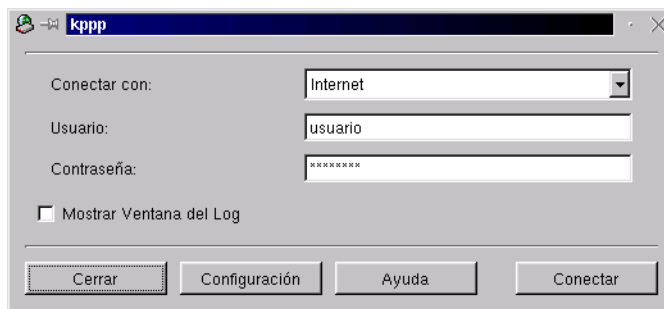 kppp
Conectar con: Internet
Usuario: usuario
Contraseña: ********
Mostrar Ventana del Log
Cerrar Configuración Ayuda Conectar